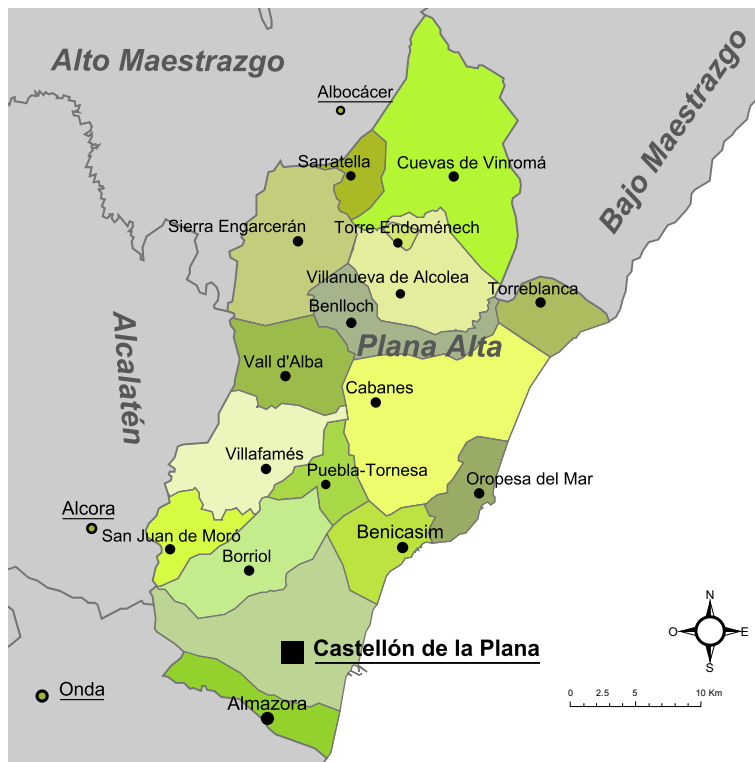 Alto Maestrazgo
Albocácer
Bajo Maestrazgo
Sarratella
Cuevas de Vinromá
Sierra Engarcerán
Torre Endoménech
Villanueva de Alcolea
Torreblanca
Benlloch
Alcalatén
Plana Alta
Vall d'Alba
Cabanes
Villafamés
Puebla-Tornesa
Oropesa del Mar
Alcora
San Juan de Moró
Benicasim
Borriol
Castellón de la Plana
N
O
E
S
Onda
Almazora
0 2.5 5 10 Km